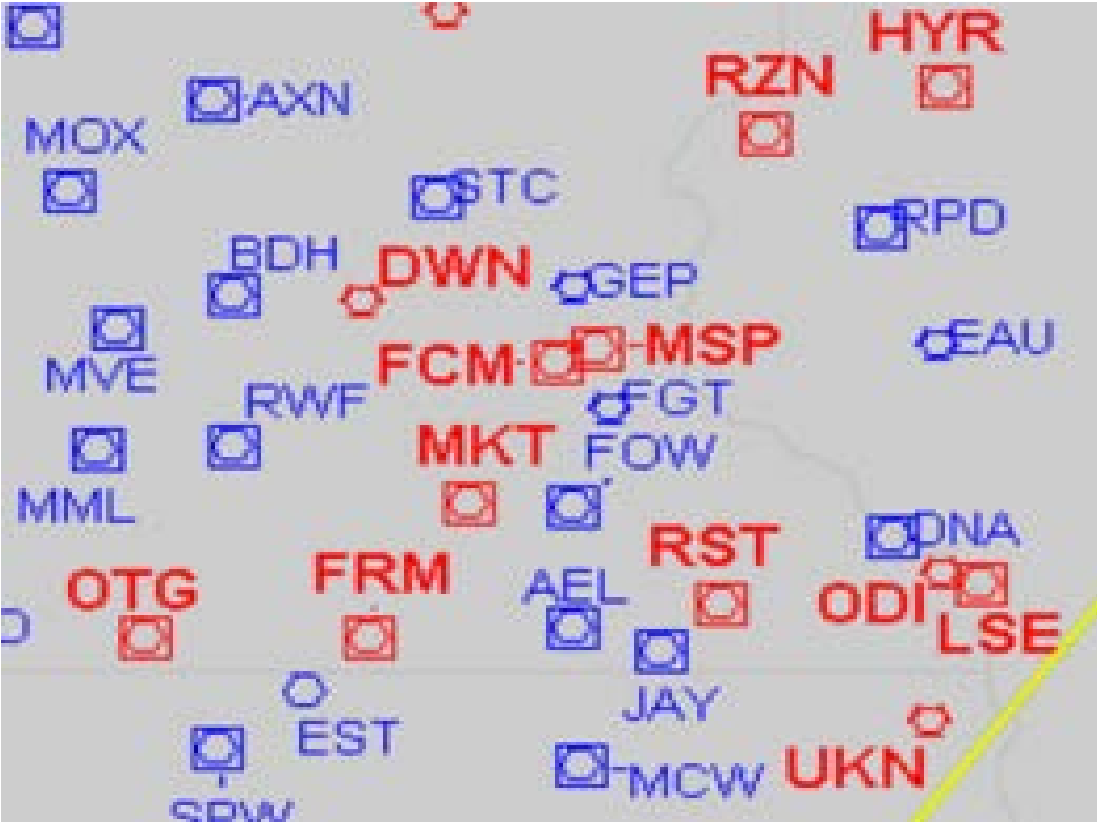 HYR
RZN
AXN
MOX
STC
RPD
BDH
DWN
GEP
EAU
MSP
FCM
MVE
RWF
FGT
MKT
FOW
MML
DNA
RST
FRM
OTG
AEL
ODI
LSE
JAY
EST
UKN
MCW